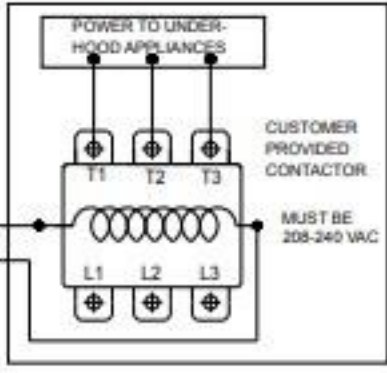 POWER TO UNDER-
HOOD APPLIANCES
T1 T2 T3
CUSTOMER
PROVIDED
CONTACTOR
MUST BE
208-240 VAC
L1 L2 L3